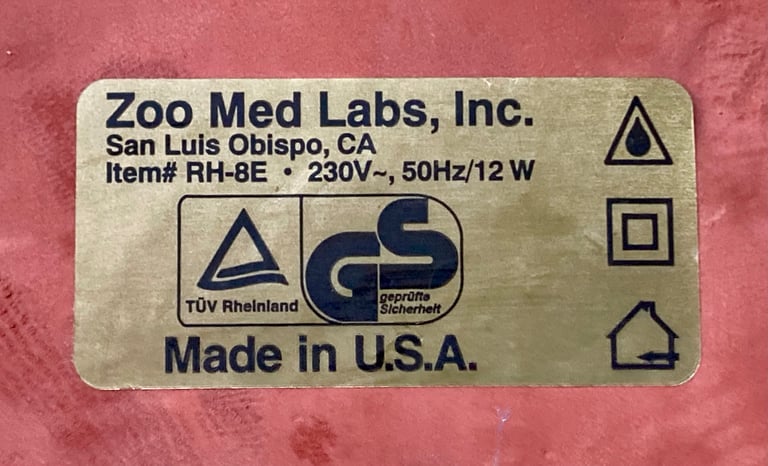 Zoo Med Labs, Inc.
San Luis Obispo, CA
Item# RH-8E • 230V~, 50Hz/12 W
TÜV Rheinland
GS
geprüfte
Sicherheit
Made in U.S.A.